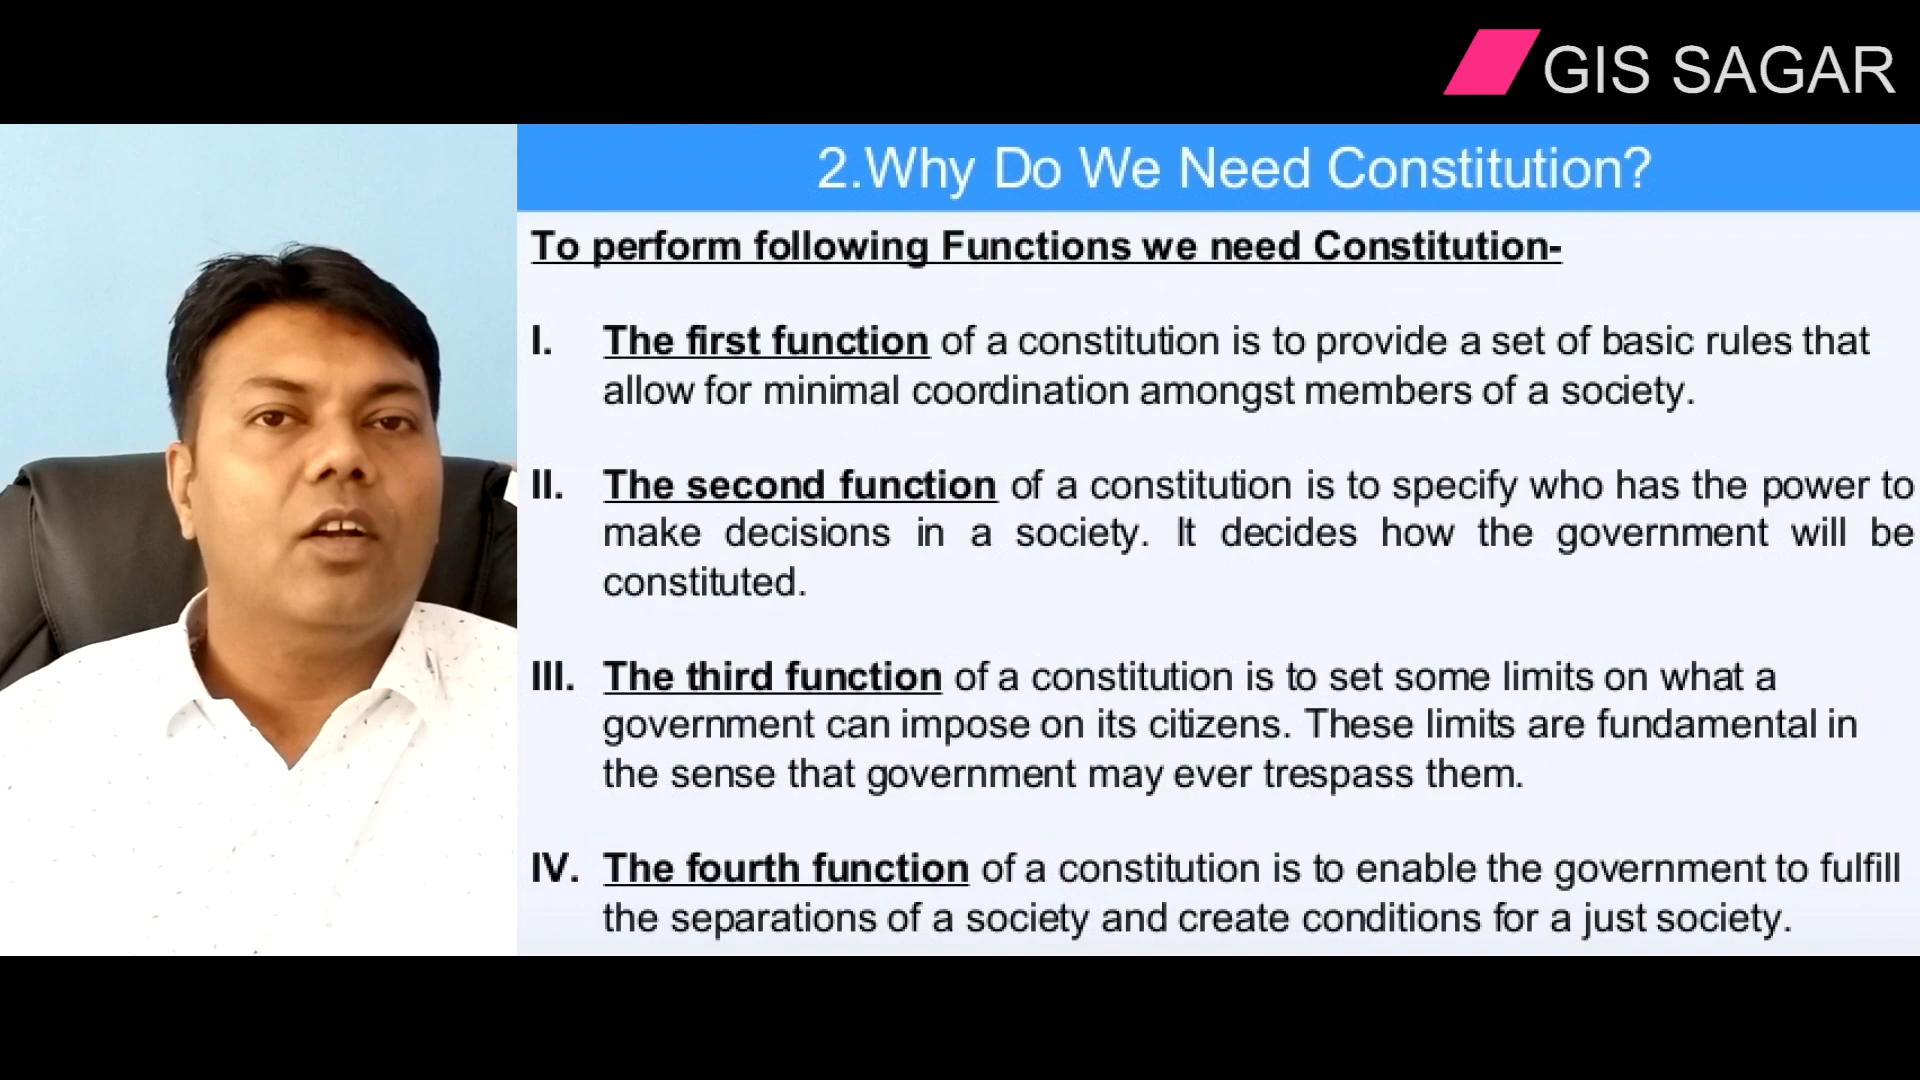 GIS SAGAR
2.Why Do We Need Constitution?
To perform following Functions we need Constitution-
I. The first function of a constitution is to provide a set of basic rules that
allow for minimal coordination amongst members of a society.
II. The second function of a constitution is to specify who has the power to
make decisions in a society. It decides how the government will be
constituted.
III. The third function of a constitution is to set some limits on what a
government can impose on its citizens. These limits are fundamental in
the sense that government may ever trespass them.
IV. The fourth function of a constitution is to enable the government to fulfill
the separations of a society and create conditions for a just society.